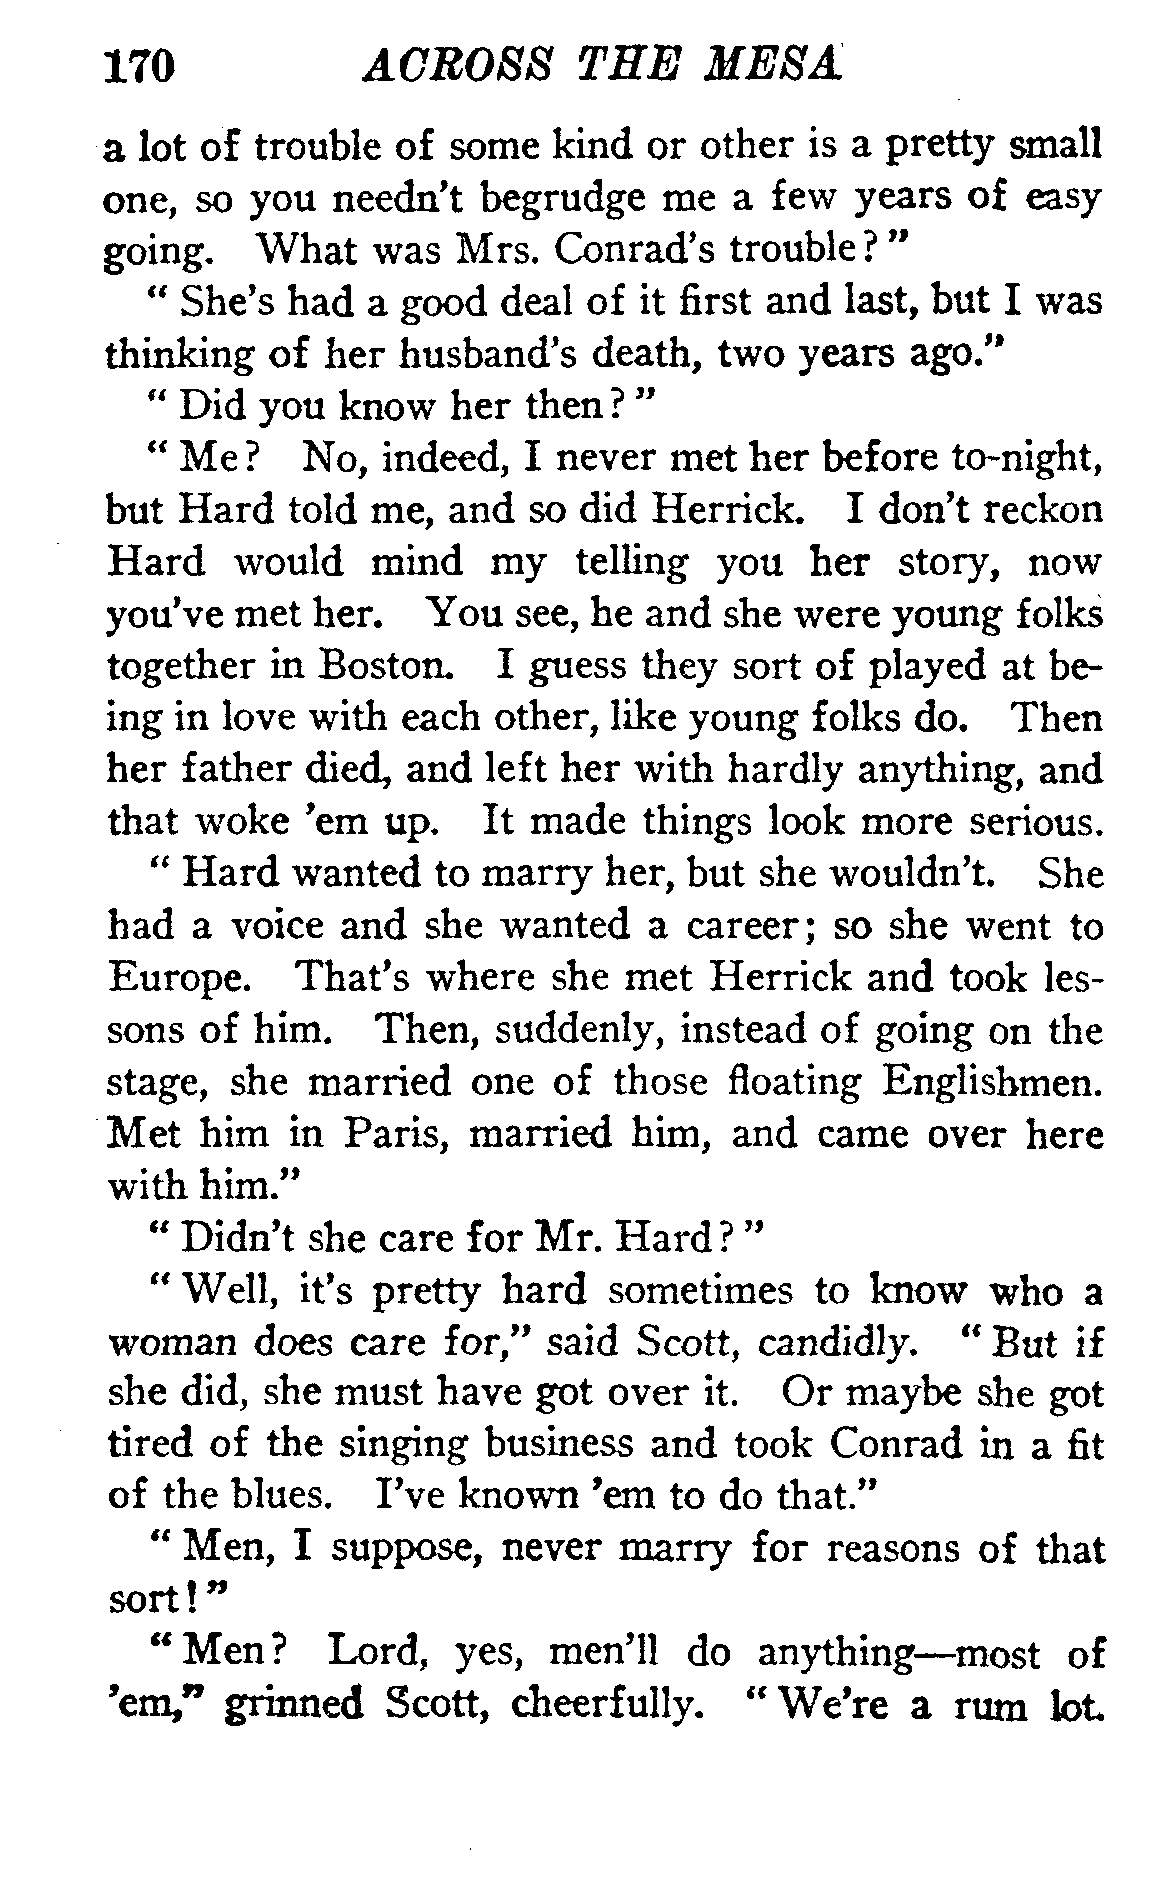 170 ACROSS THE MESA
a lot of trouble of some kind or other is a pretty small
one, so you needn't begrudge me a few years of easy
going. What was Mrs. Conrad's trouble?"
"She's had a good deal of it first and last, but I was
thinking of her husband's death, two years ago."
"Did you know her then?"
"Me? No, indeed, I never met her before to-night,
but Hard told me, and so did Herrick. I don't reckon
Hard would mind my telling you her story, now
you've met her. You see, he and she were young folks
together in Boston. I guess they sort of played at be-
ing in love with each other, like young folks do. Then
her father died, and left her with hardly anything, and
that woke 'em up. It made things look more serious.
"Hard wanted to marry her, but she wouldn't. She
had a voice and she wanted a career; so she went to
Europe. That's where she met Herrick and took les-
sons of him. Then, suddenly, instead of going on the
stage, she married one of those floating Englishmen.
Met him in Paris, married him, and came over here
with him."
"Didn't she care for Mr. Hard?"
"Well, it's pretty hard sometimes to know who a
woman does care for," said Scott, candidly. "But if
she did, she must have got over it. Or maybe she got
tired of the singing business and took Conrad in a fit
of the blues. I've known 'em to do that."
"Men, I suppose, never marry for reasons of that
sort!"
"Men? Lord, yes, men'll do anything—most of
'em," grinned Scott, cheerfully. "We're a rum lot.